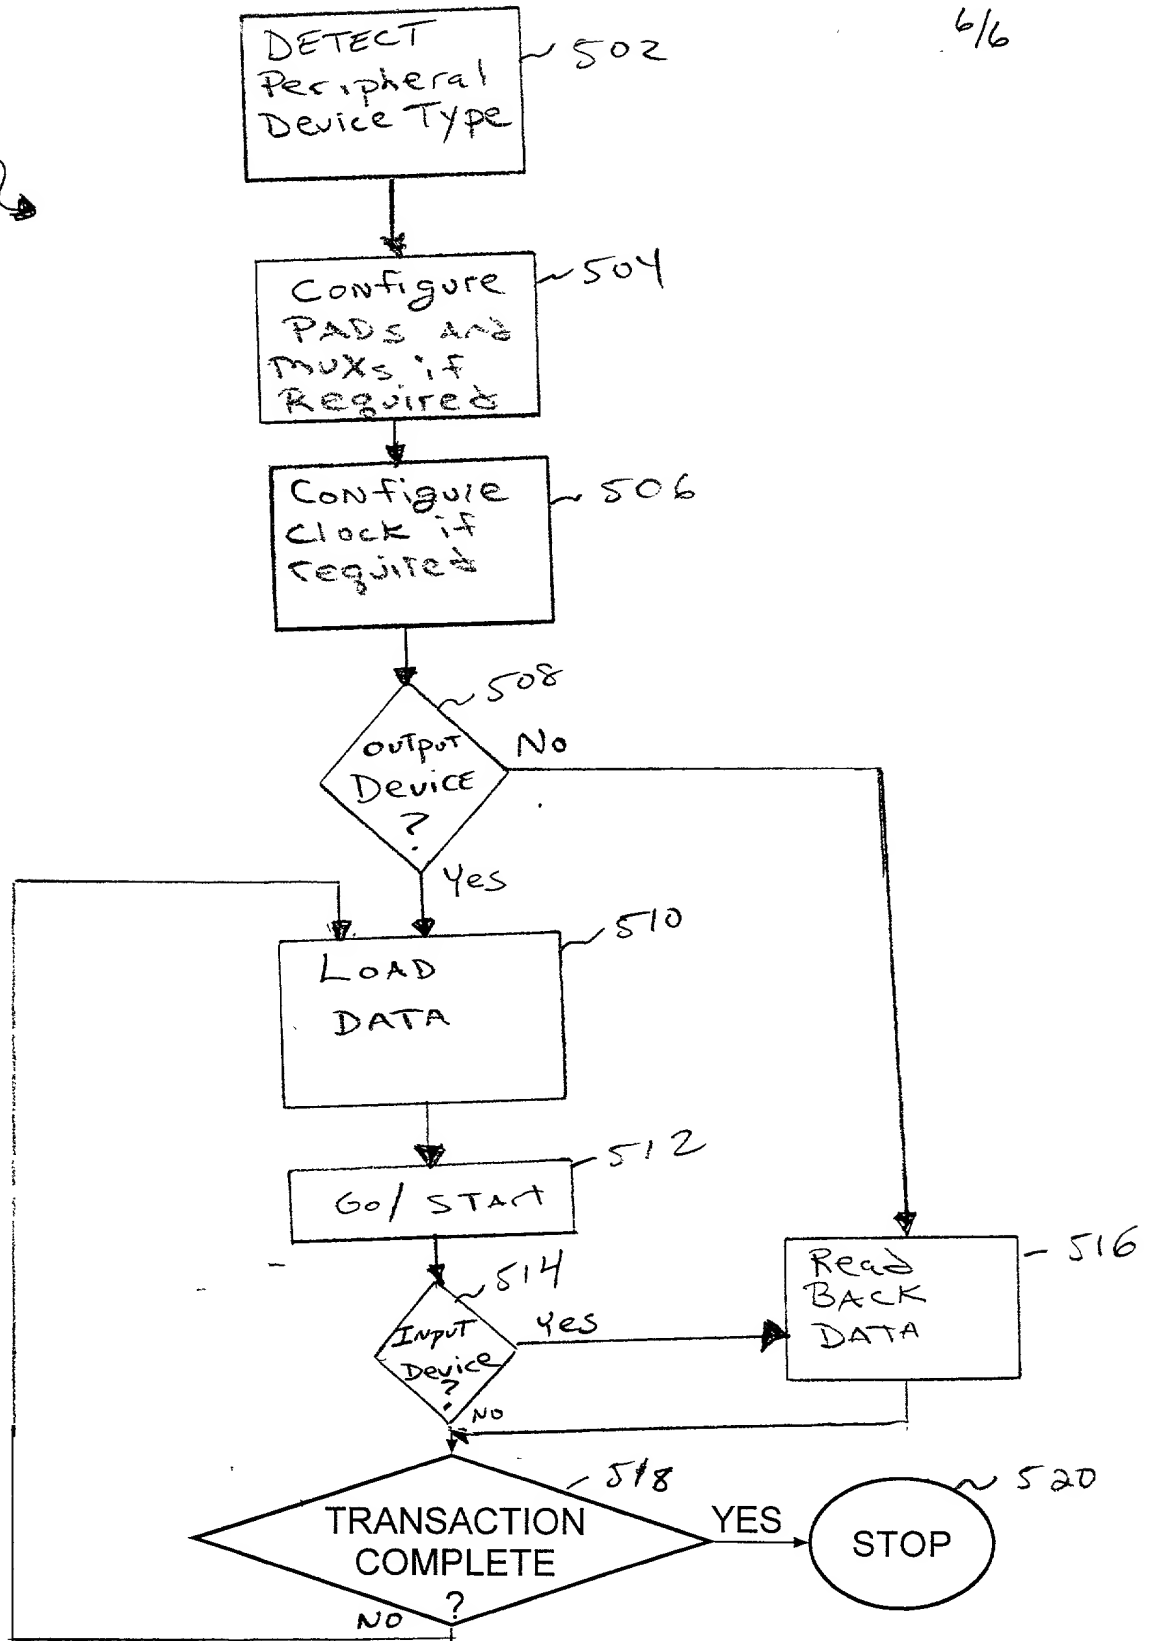 6/6
DETECT
Peripheral
Device Type
502
Configure
PADs and
MUXs if
Required
504
Configure
Clock if
required
506
508
OUTPUT
Device
?
No
Yes
510
LOAD
DATA
512
Go/ START
514
Input
Device
?
Yes
NO
516
Read
BACK
DATA
518
TRANSACTION
COMPLETE
?
YES
NO
520
STOP